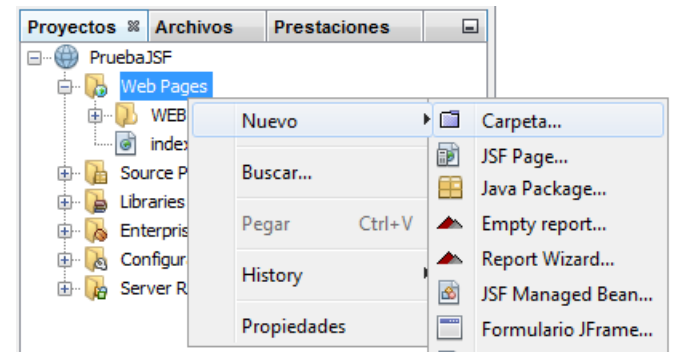 Proyectos Archivos Prestaciones
PruebaJSF
Web Pages
WEB
Nuevo
Carpeta...
index
JSF Page...
Source P
Buscar...
Java Package...
Libraries
Enterpris
Pegar Ctrl+V
Empty report...
Configur
History
Report Wizard...
Server R
JSF Managed Bean...
Propiedades
Formulario JFrame...